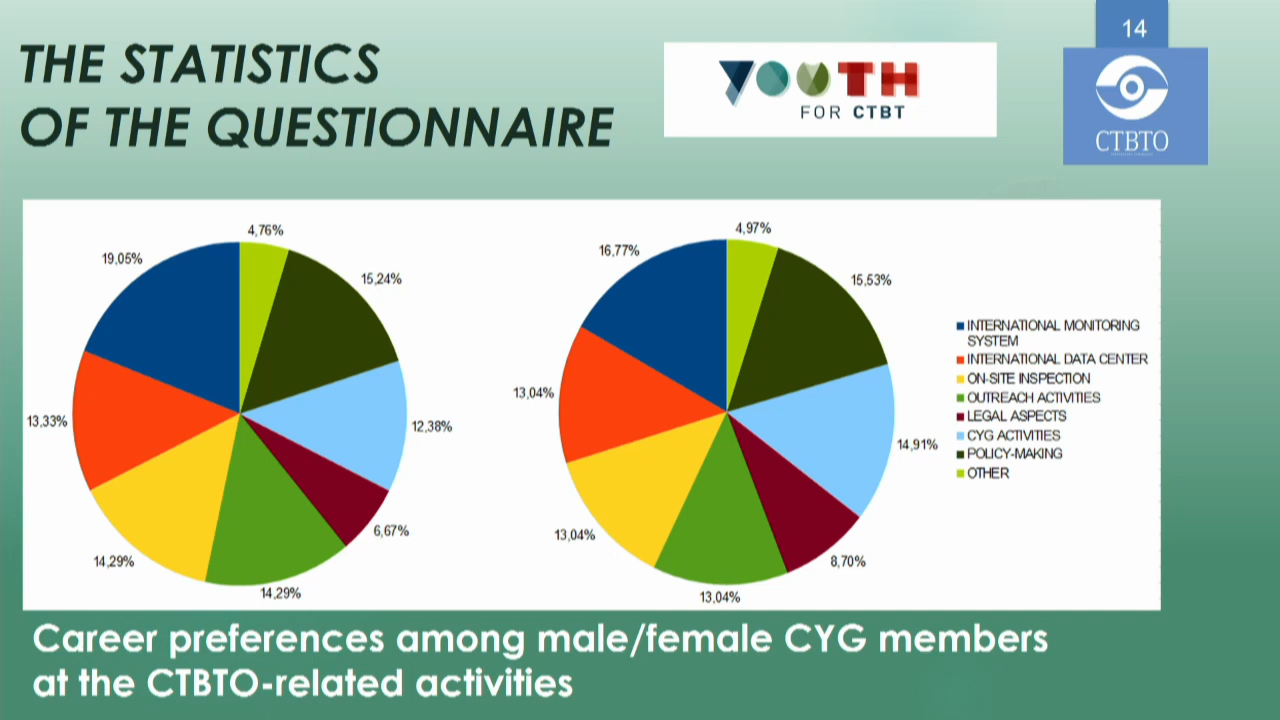 14
THE STATISTICS
OF THE QUESTIONNAIRE
YOUTH
FOR CTBT
CTBTO
4,76%
19,05%
15,24%
13,33%
12,38%
6,67%
14,29%
14,29%
4,97%
16,77%
15,53%
13,04%
14,91%
13,04%
8,70%
13,04%
INTERNATIONAL MONITORING
SYSTEM
INTERNATIONAL DATA CENTER
ON-SITE INSPECTION
OUTREACH ACTIVITIES
LEGAL ASPECTS
CYG ACTIVITIES
POLICY-MAKING
OTHER
Career preferences among male/female CYG members
at the CTBTO-related activities